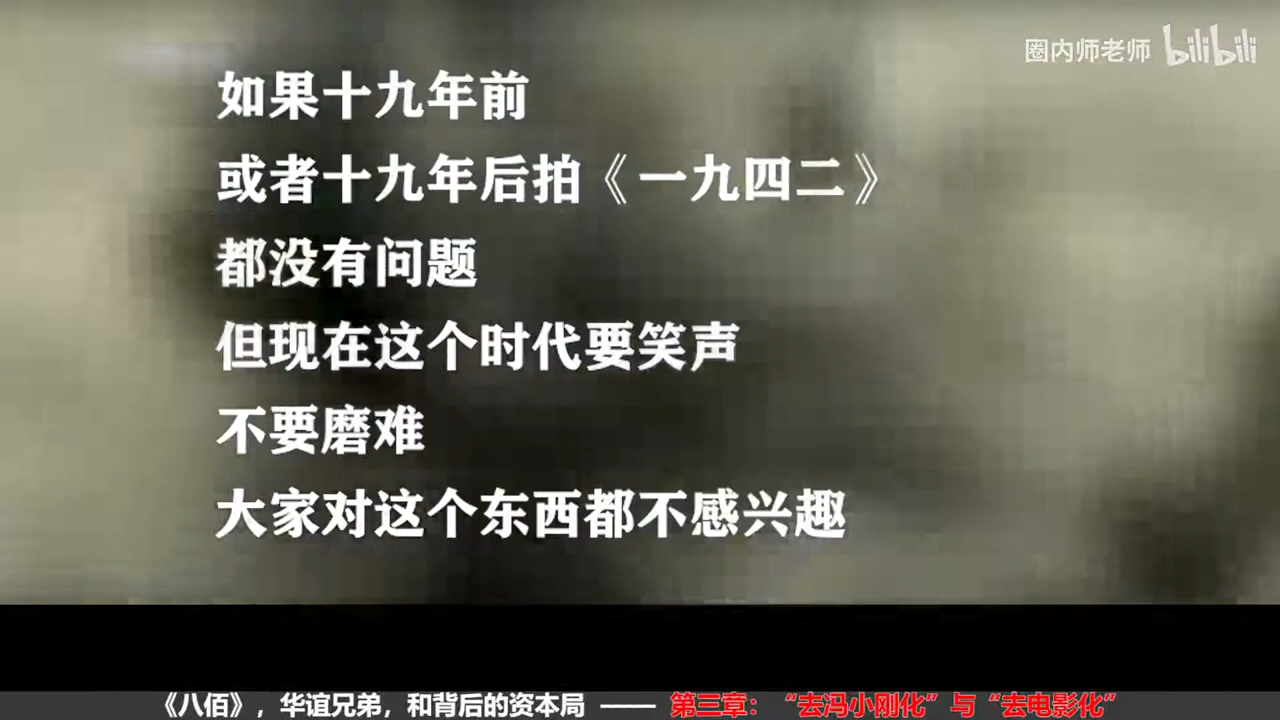 圈内师老师 bilibili
如果十九年前
或者十九年后拍《一九四二》
都没有问题
但现在这个时代要笑声
不要磨难
大家对这个东西都不感兴趣
《八佰》，华谊兄弟，和背后的资本局 —— 第三章：“去冯小刚化”与“去电影化”